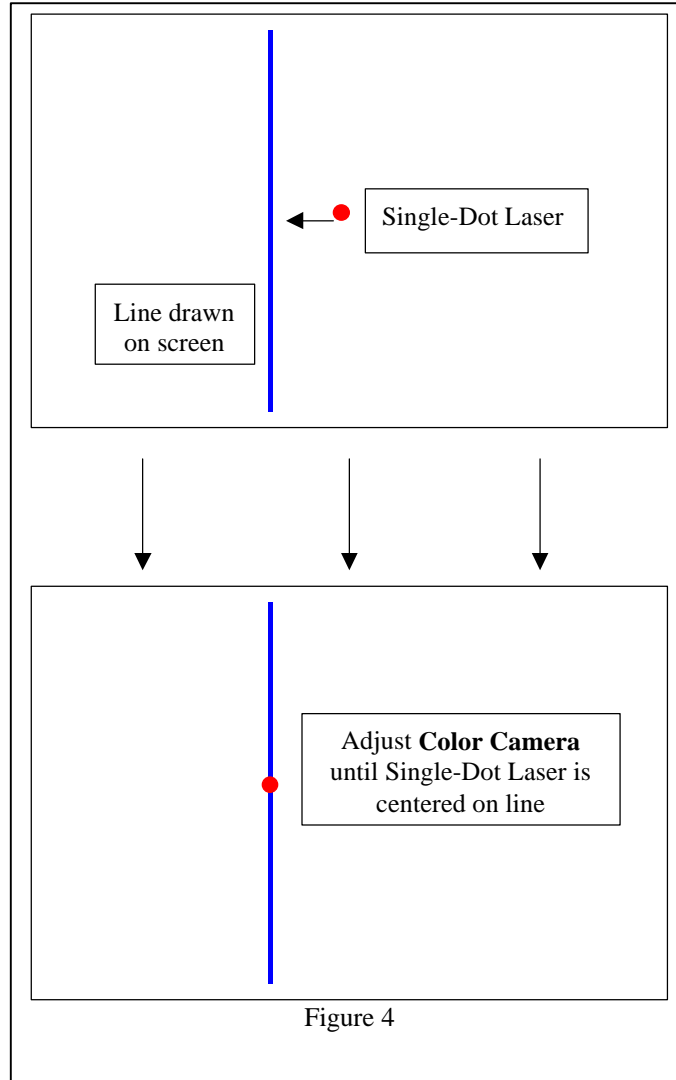 Single-Dot Laser
Line drawn
on screen
Adjust Color Camera
until Single-Dot Laser is
centered on line
Figure 4